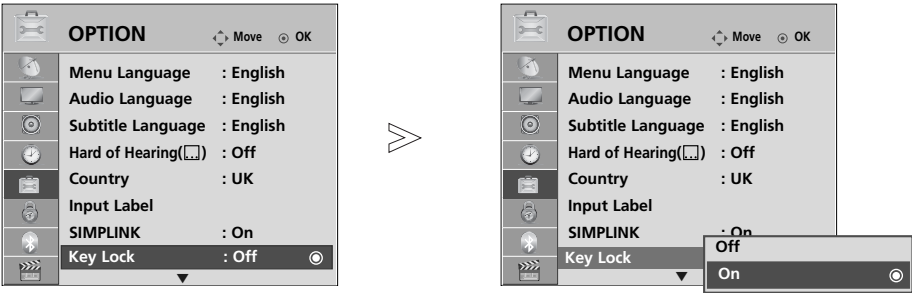 OPTION Move OK
Menu Language : English
Audio Language : English
Subtitle Language : English
Hard of Hearing( ) : Off
Country : UK
Input Label
SIMPLINK : On
Key Lock : Off
OPTION Move OK
Menu Language : English
Audio Language : English
Subtitle Language : English
Hard of Hearing( ) : Off
Country : UK
Input Label
SIMPLINK : On
Key Lock
Off
On